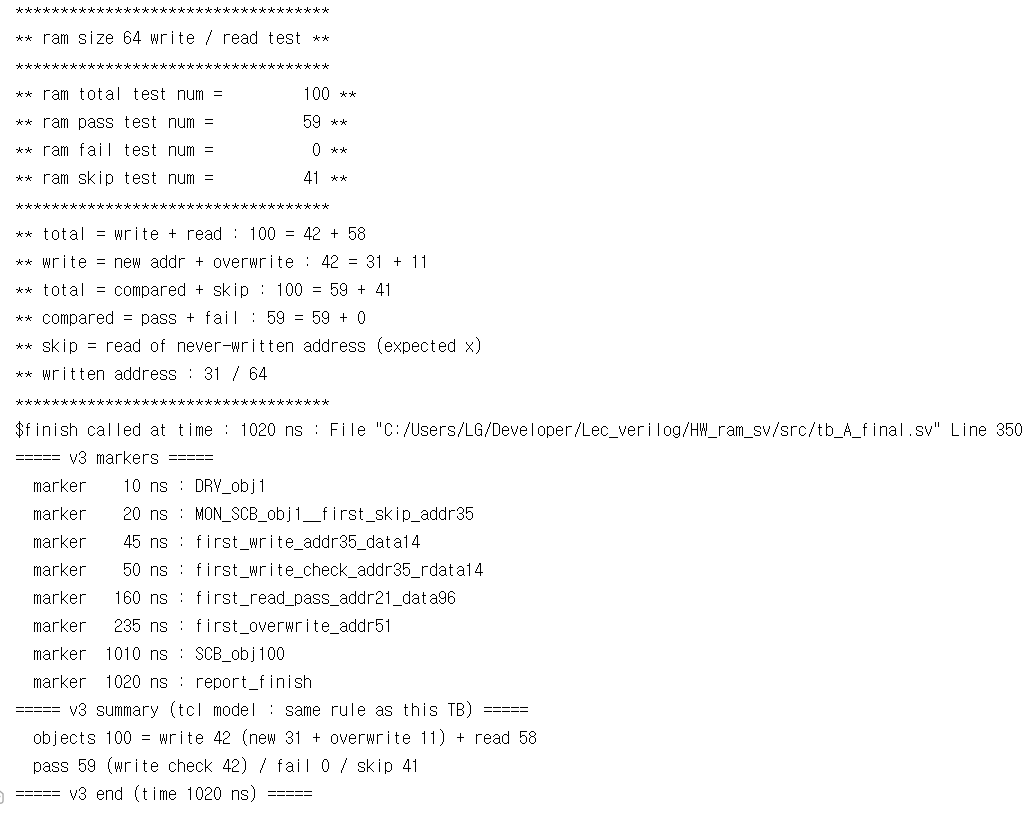 ***********************************
** ram size 64 write / read test **
***********************************
** ram total test num =         100 **
** ram pass test num =          59 **
** ram fail test num =           0 **
** ram skip test num =          41 **
***********************************
** total = write + read : 100 = 42 + 58
** write = new addr + overwrite : 42 = 31 + 11
** total = compared + skip : 100 = 59 + 41
** compared = pass + fail : 59 = 59 + 0
** skip = read of never-written address (expected x)
** written address : 31 / 64
***********************************
$finish called at time : 1020 ns : File "C:/Users/LG/Developer/Lec_verilog/HW_ram_sv/src/tb_A_final.sv" Line 350
===== v3 markers =====
  marker    10 ns : DRV_obj1
  marker    20 ns : MON_SCB_obj1__first_skip_addr35
  marker    45 ns : first_write_addr35_data14
  marker    50 ns : first_write_check_addr35_rdata14
  marker   160 ns : first_read_pass_addr21_data96
  marker   235 ns : first_overwrite_addr51
  marker  1010 ns : SCB_obj100
  marker  1020 ns : report_finish
===== v3 summary (tcl model : same rule as this TB) =====
  objects 100 = write 42 (new 31 + overwrite 11) + read 58
  pass 59 (write check 42) / fail 0 / skip 41
===== v3 end (time 1020 ns) =====